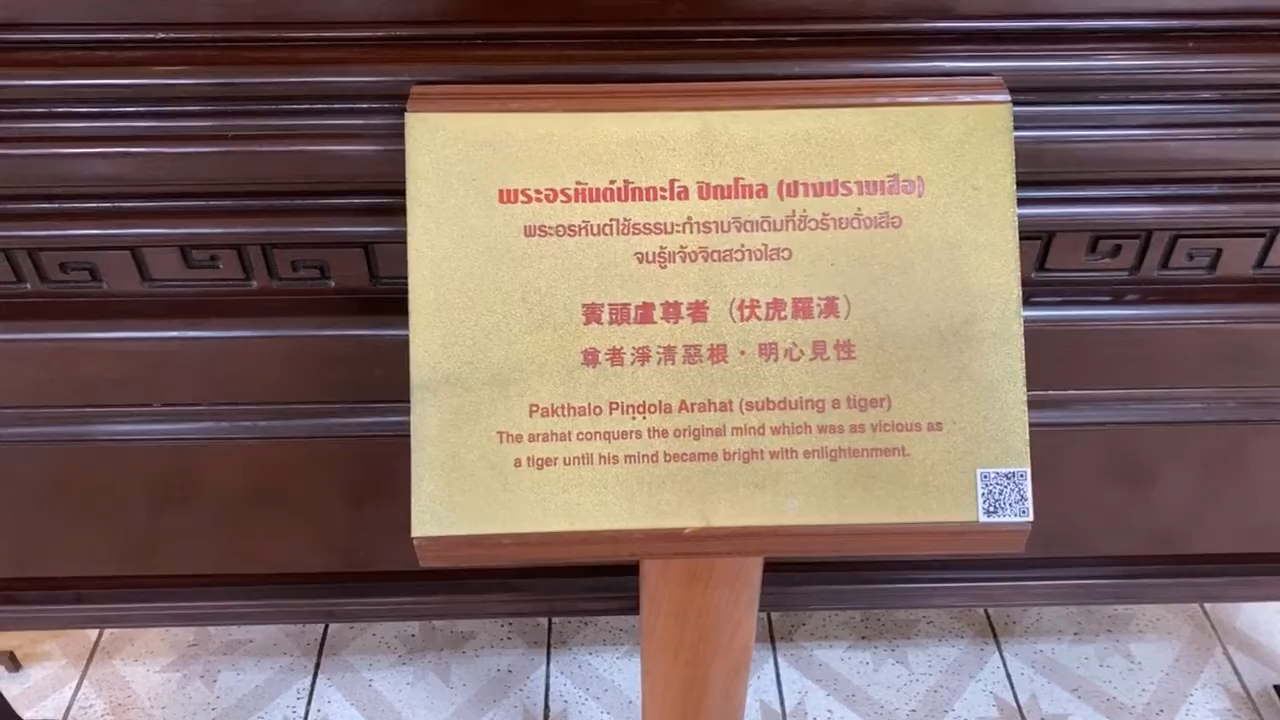 พระอรหันต์ปักถะโล ปิณโฑล (ปางปราบเสือ)
พระอรหันต์ใช้ธรรมะกำราบจิตเดิมที่ชั่วร้ายดั่งเสือ
จนรู้แจ้งจิตสว่างไสว
賓頭盧尊者（伏虎羅漢）
尊者淨清惡根·明心見性
Pakthalo Piṇḍola Arahat (subduing a tiger)
The arahat conquers the original mind which was as vicious as
a tiger until his mind became bright with enlightenment.